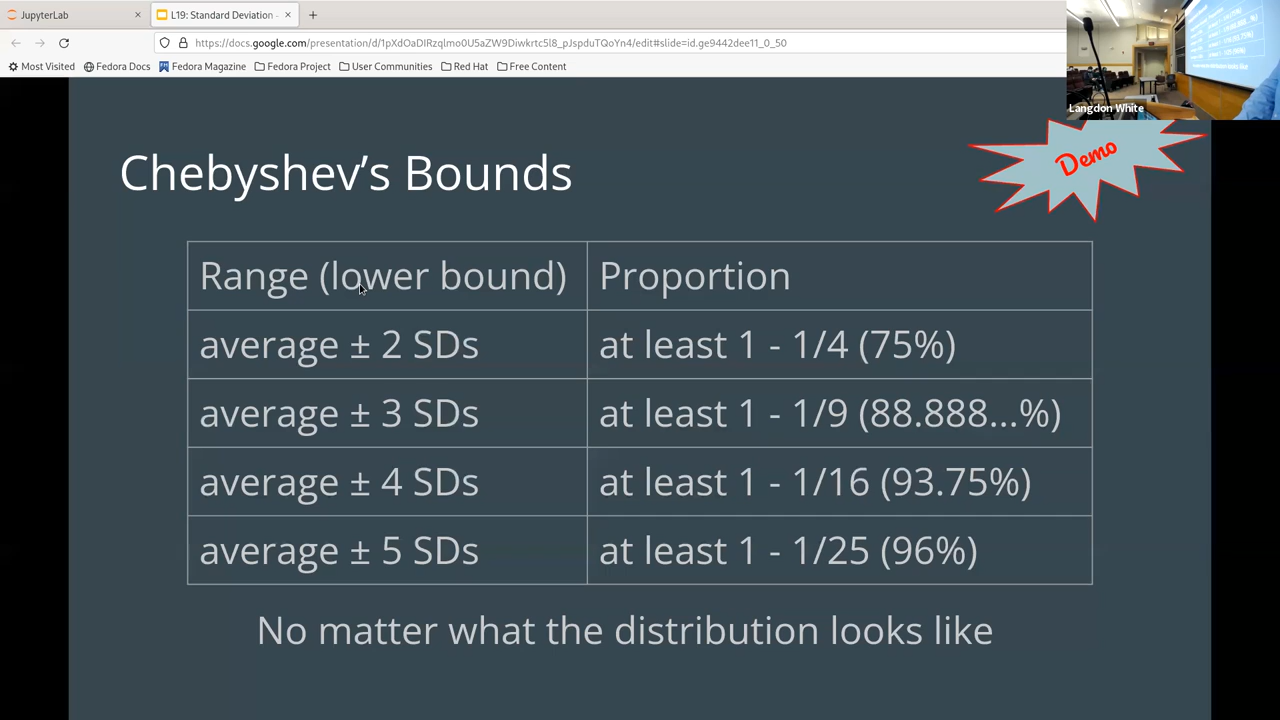 JupyterLab
L19: Standard Deviation -
https://docs.google.com/presentation/d/1pXdOaDIRzqlmo0U5aZW9DiwNrtc5l8_pJspduTQoYn4/edit#slide=id.ge9442dee11_0_50
Most Visited Fedora Docs Fedora Magazine Fedora Project User Communities Red Hat Free Content
Langdon White
Demo
Chebyshev’s Bounds
Range (lower bound) Proportion
average ± 2 SDs at least 1 - 1/4 (75%)
average ± 3 SDs at least 1 - 1/9 (88.888...%)
average ± 4 SDs at least 1 - 1/16 (93.75%)
average ± 5 SDs at least 1 - 1/25 (96%)
No matter what the distribution looks like